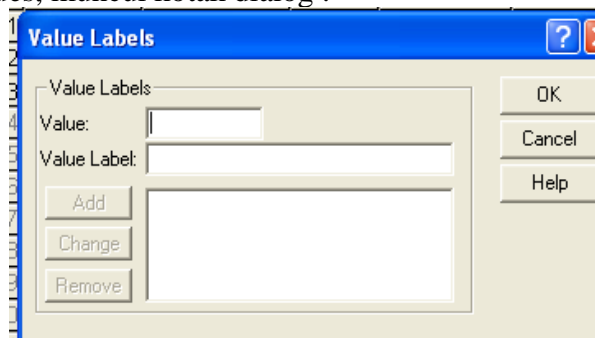 Value Labels
Value Labels
Value:
Value Label:
Add
Change
Remove
OK
Cancel
Help